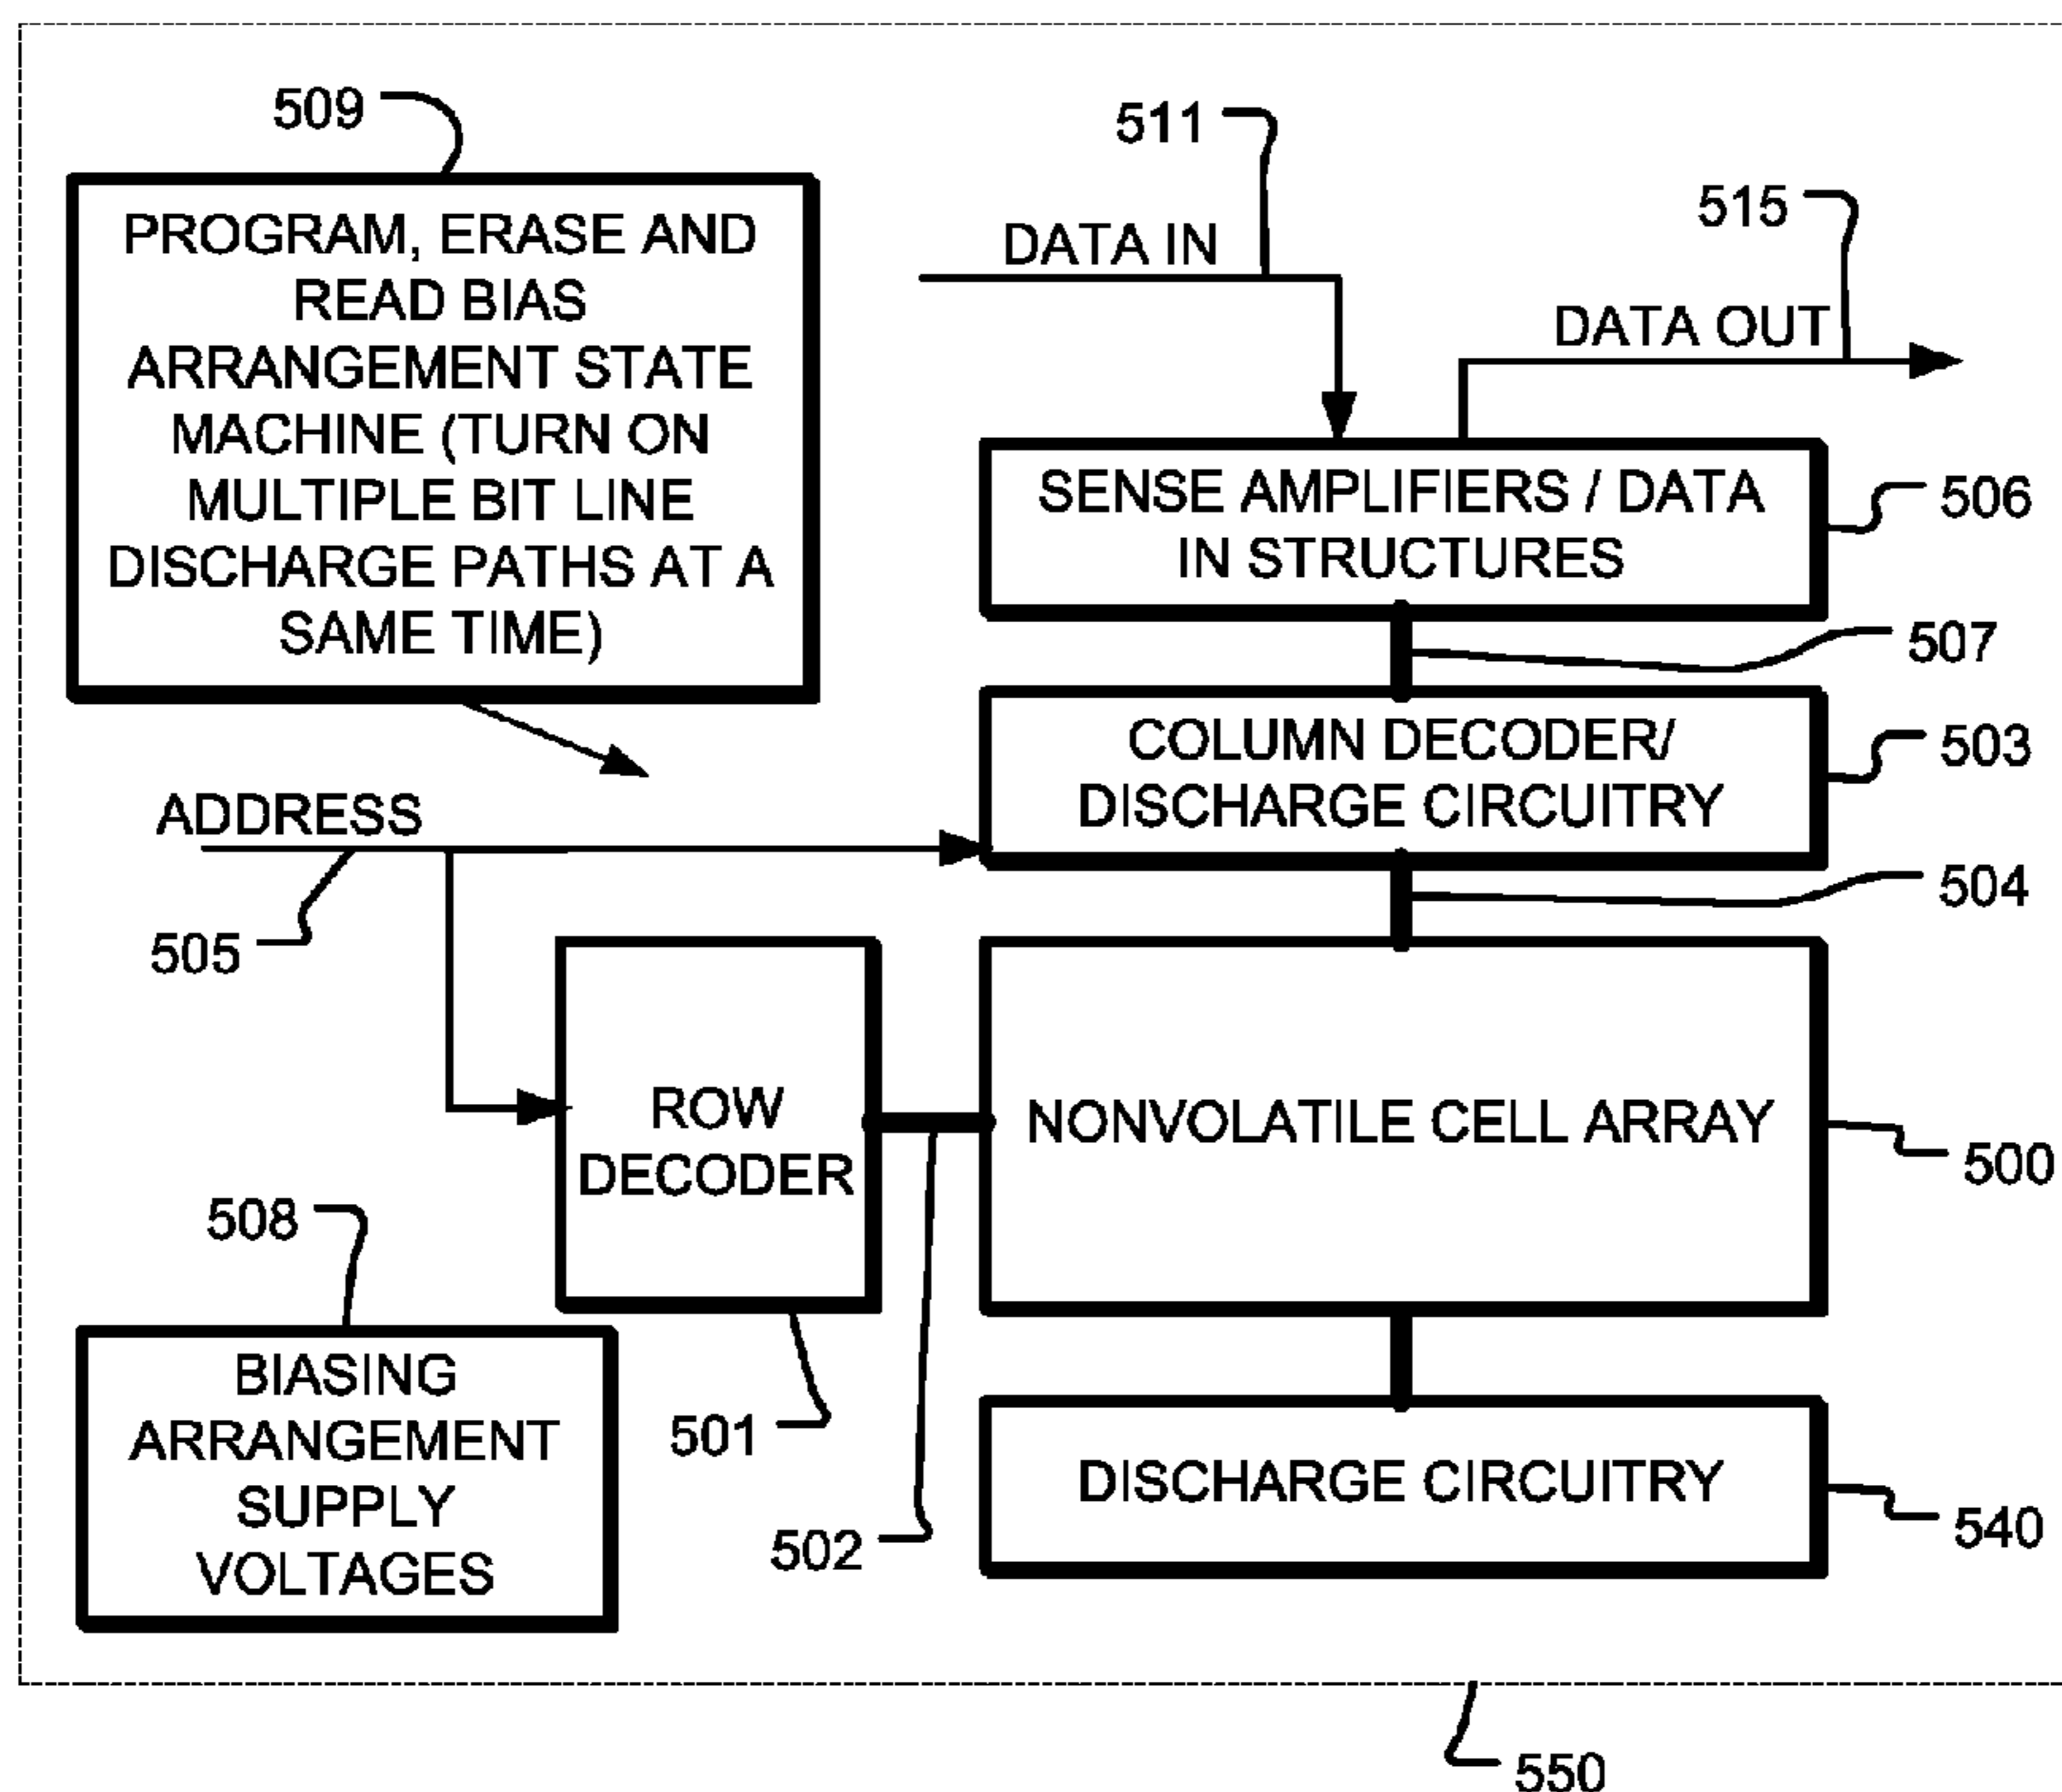 509
PROGRAM, ERASE AND
READ BIAS
ARRANGEMENT STATE
MACHINE (TURN ON
MULTIPLE BIT LINE
DISCHARGE PATHS AT A
SAME TIME)
511
DATA IN
515
DATA OUT
SENSE AMPLIFIERS / DATA
IN STRUCTURES
506
507
COLUMN DECODER/
DISCHARGE CIRCUITRY
503
ADDRESS
505
504
ROW
DECODER
501
502
NONVOLATILE CELL ARRAY
500
508
BIASING
ARRANGEMENT
SUPPLY
VOLTAGES
DISCHARGE CIRCUITRY
540
550